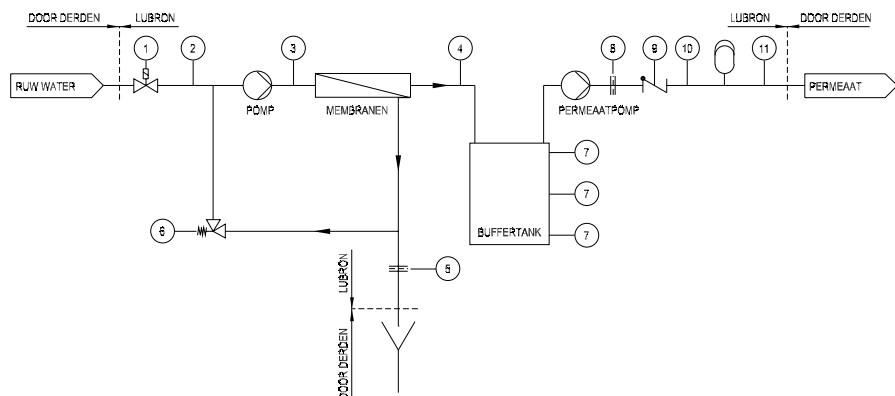 DOOR DERDEN LUBRON LUBRON DOOR DERDEN
1 2 3 4 8 9 10 11
RUW WATER PERMEAAT
POMP MEMBRANEN PERMEAATPOMP
7
7
6 BUFFERTANK 7
5
LUBRON
DOOR DERDEN